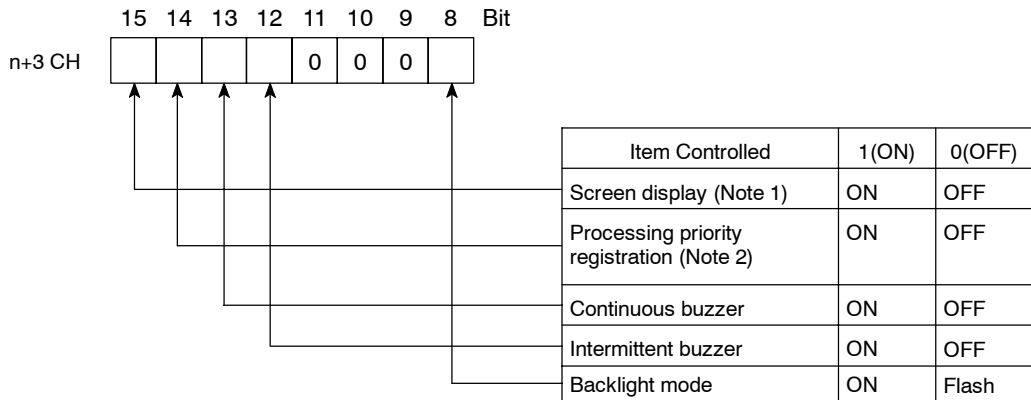 15 14 13 12 11 10 9 8 Bit
n+3 CH 0 0 0
Item Controlled 1(ON) 0(OFF)
Screen display (Note 1) ON OFF
Processing priority ON OFF
registration (Note 2)
Continuous buzzer ON OFF
Intermittent buzzer ON OFF
Backlight mode ON Flash